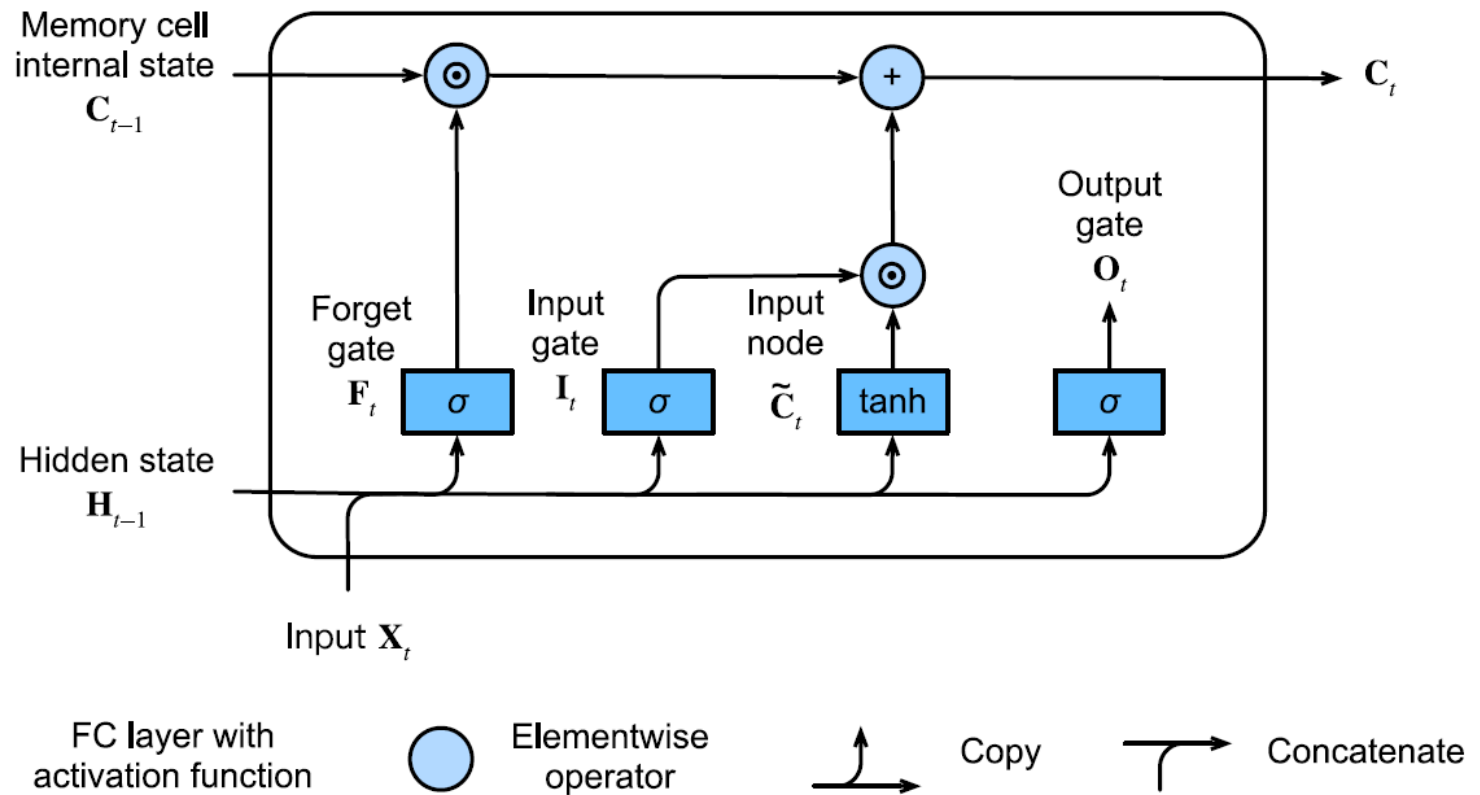 Memory cell
internal state
C_{t−1}
⊙
+
C_t
Output
gate
O_t
⊙
Forget
gate
F_t
Input
gate
I_t
Input
node
C̃_t
σ
σ
tanh
σ
Hidden state
H_{t−1}
Input X_t
FC layer with
activation function
Elementwise
operator
Copy
Concatenate